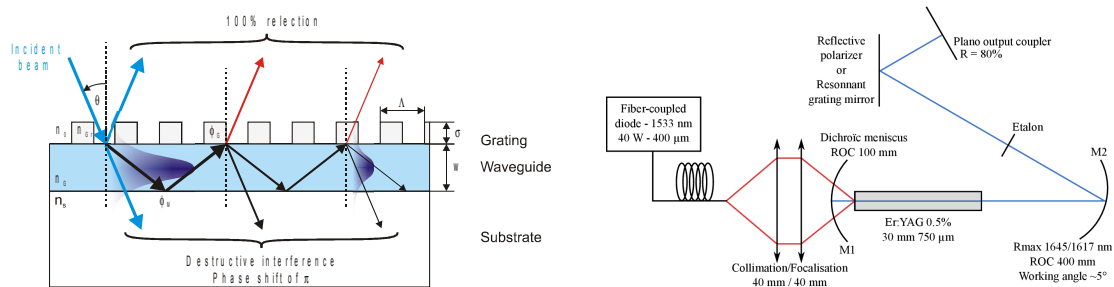 100% relection
Incident
beam
θ
Λ
n
Gr
ϕ
σ
Grating
Waveguide
w
n
G
ϕ
M
n
S
Substrate
Destructive interference
Phase shift of π
Reflective
polarizer
or
Resonnant
grating mirror
Plano output coupler
R = 80%
Fiber-coupled
diode - 1533 nm
40 W - 400 µm
Dichroïc meniscus
ROC 100 mm
Etalon
M2
Er:YAG 0.5%
30 mm 750 µm
M1
Collimation/Focalisation
40 mm / 40 mm
Rmax 1645/1617 nm
ROC 400 mm
Working angle ~5°